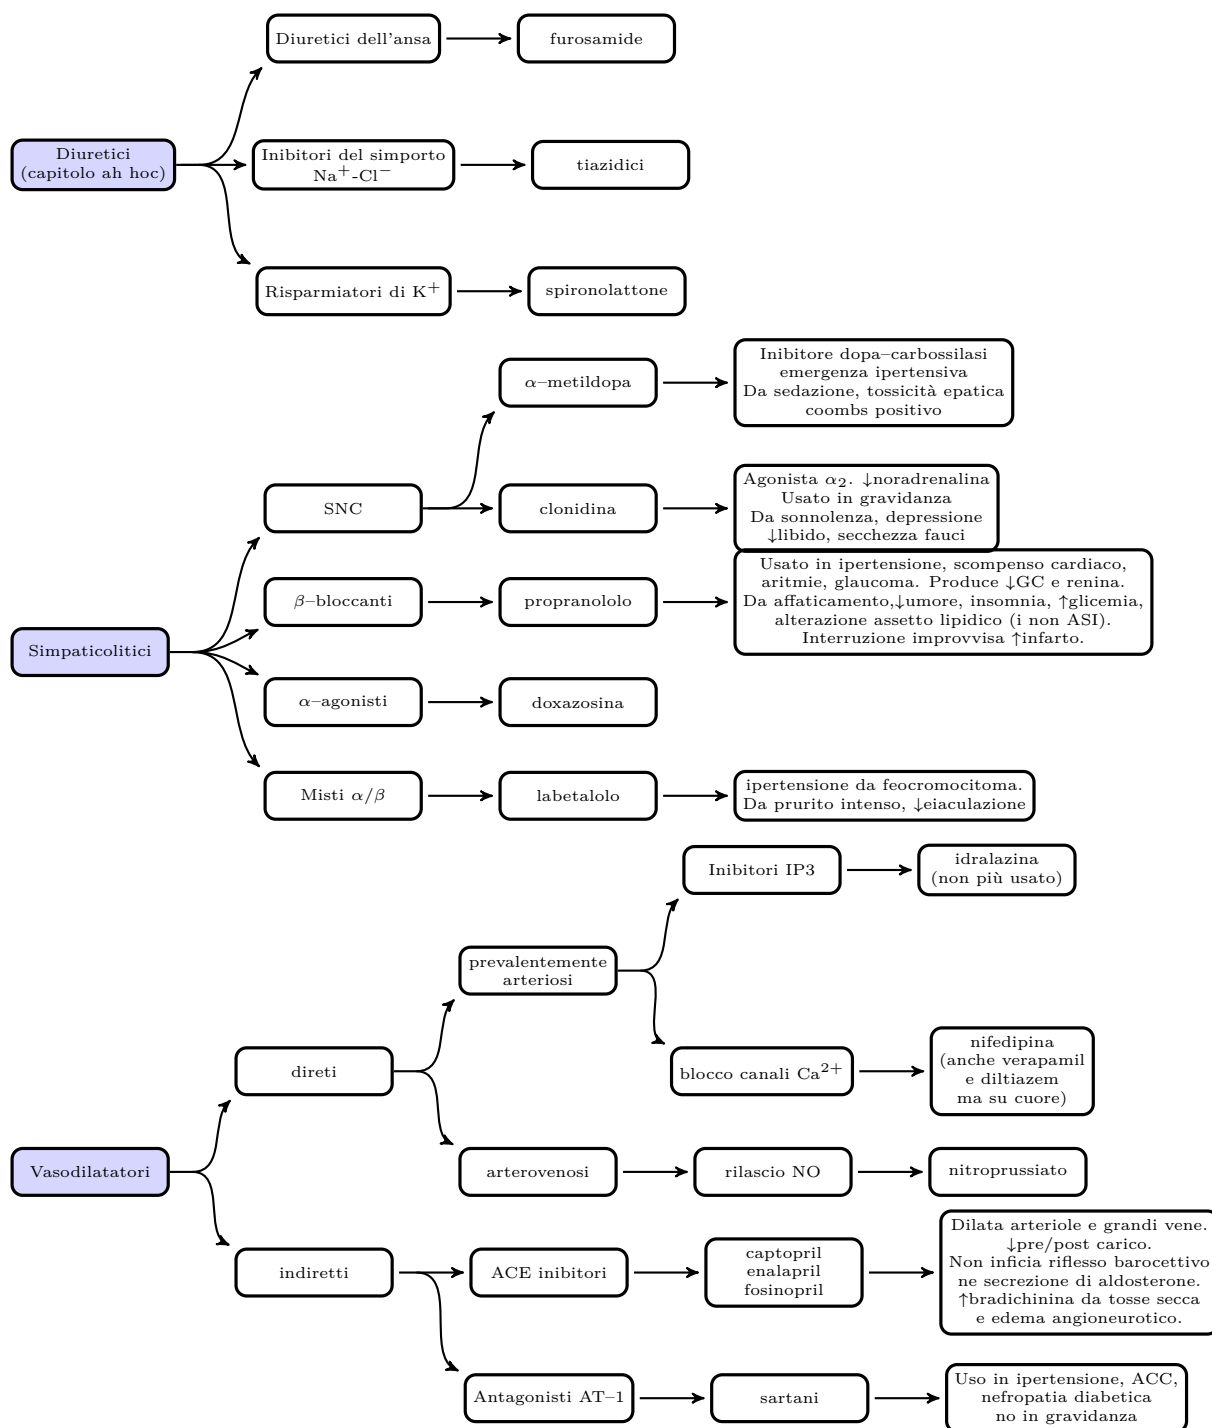 Diuretici dell'ansa
furosamide
Diuretici
(capitolo ah hoc)
Inibitori del simporto
Na⁺-Cl⁻
tiazidici
Risparmiatori di K⁺
spironolattone
α–metildopa
Inibitore dopa–carbossilasi
emergenza ipertensiva
Da sedazione, tossicità epatica
coombs positivo
SNC
clonidina
Agonista α₂. ↓noradrenalina
Usato in gravidanza
Da sonnolenza, depressione
↓libido, secchezza fauci
Simpaticolitici
β–bloccanti
propranololo
Usato in ipertensione, scompenso cardiaco,
aritmie, glaucoma. Produce ↓GC e renina.
Da affaticamento,↓umore, insomnia, ↑glicemia,
alterazione assetto lipidico (i non ASI).
Interruzione improvvisa ↑infarto.
α–agonisti
doxazosina
Misti α/β
labetalolo
ipertensione da feocromocitoma.
Da prurito intenso, ↓eiaculazione
Inibitori IP3
idralazina
(non più usato)
prevalentemente
arteriosi
direti
blocco canali Ca²⁺
nifedipina
(anche verapamil
e diltiazem
ma su cuore)
Vasodilatatori
arterovenosi
rilascio NO
nitroprussiato
indiretti
ACE inibitori
captopril
enalapril
fosinopril
Dilata arteriole e grandi vene.
↓pre/post carico.
Non inficia riflesso barocettivo
ne secrezione di aldosterone.
↑bradichinina da tosse secca
e edema angioneurotico.
Antagonisti AT–1
sartani
Uso in ipertensione, ACC,
nefropatia diabetica
no in gravidanza